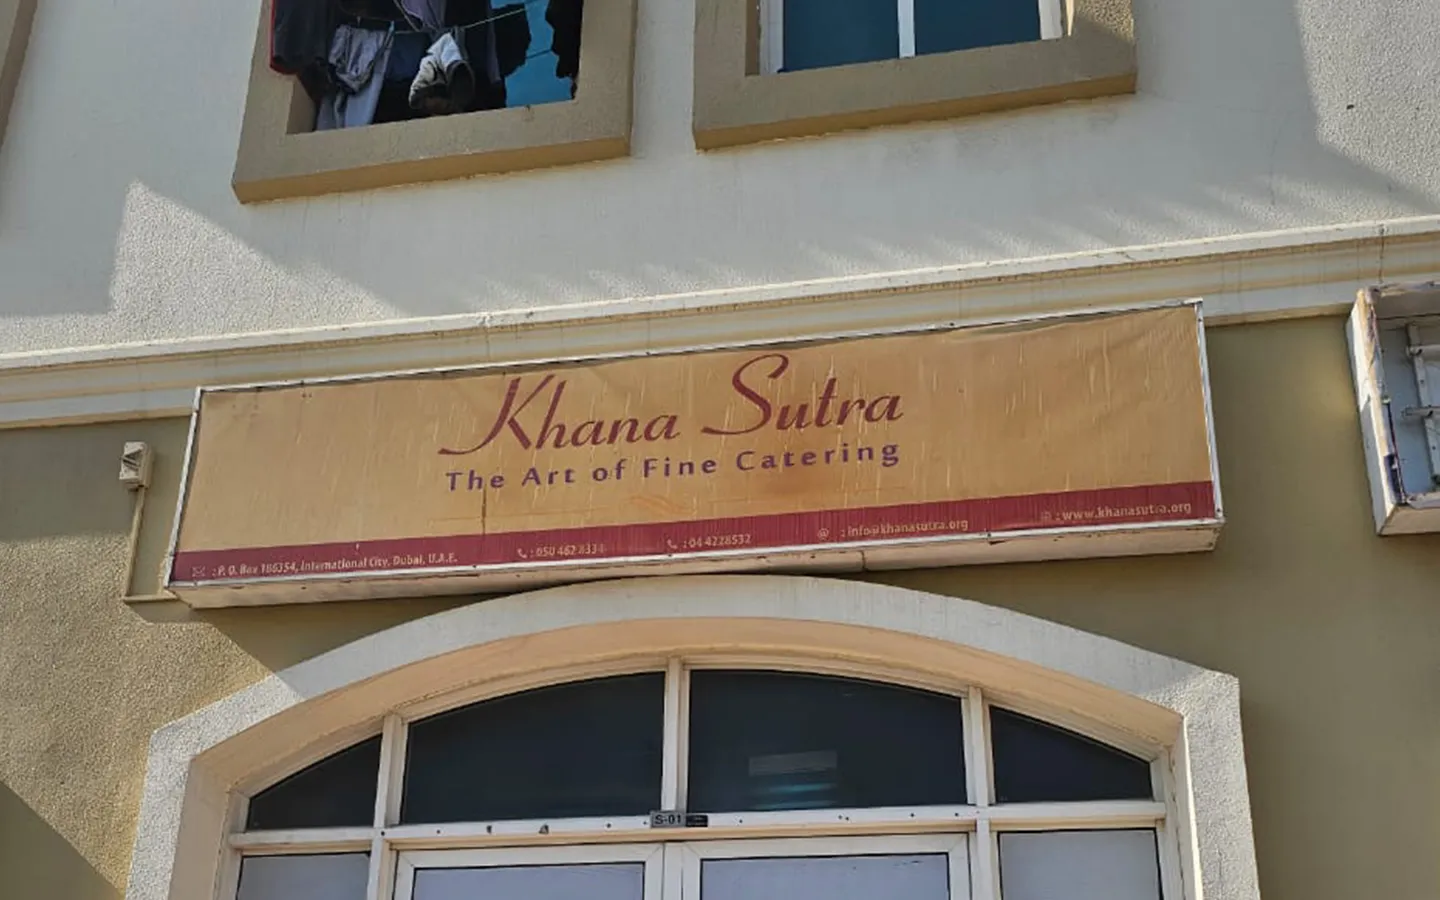 Khana Sutra
The Art of Fine Catering
: P. O. Box 186354, International City, Dubai, U.A.E. : 050 462 8334 : 04 4228532 @ : info@khanasutra.org : www.khanasutra.org
S-01